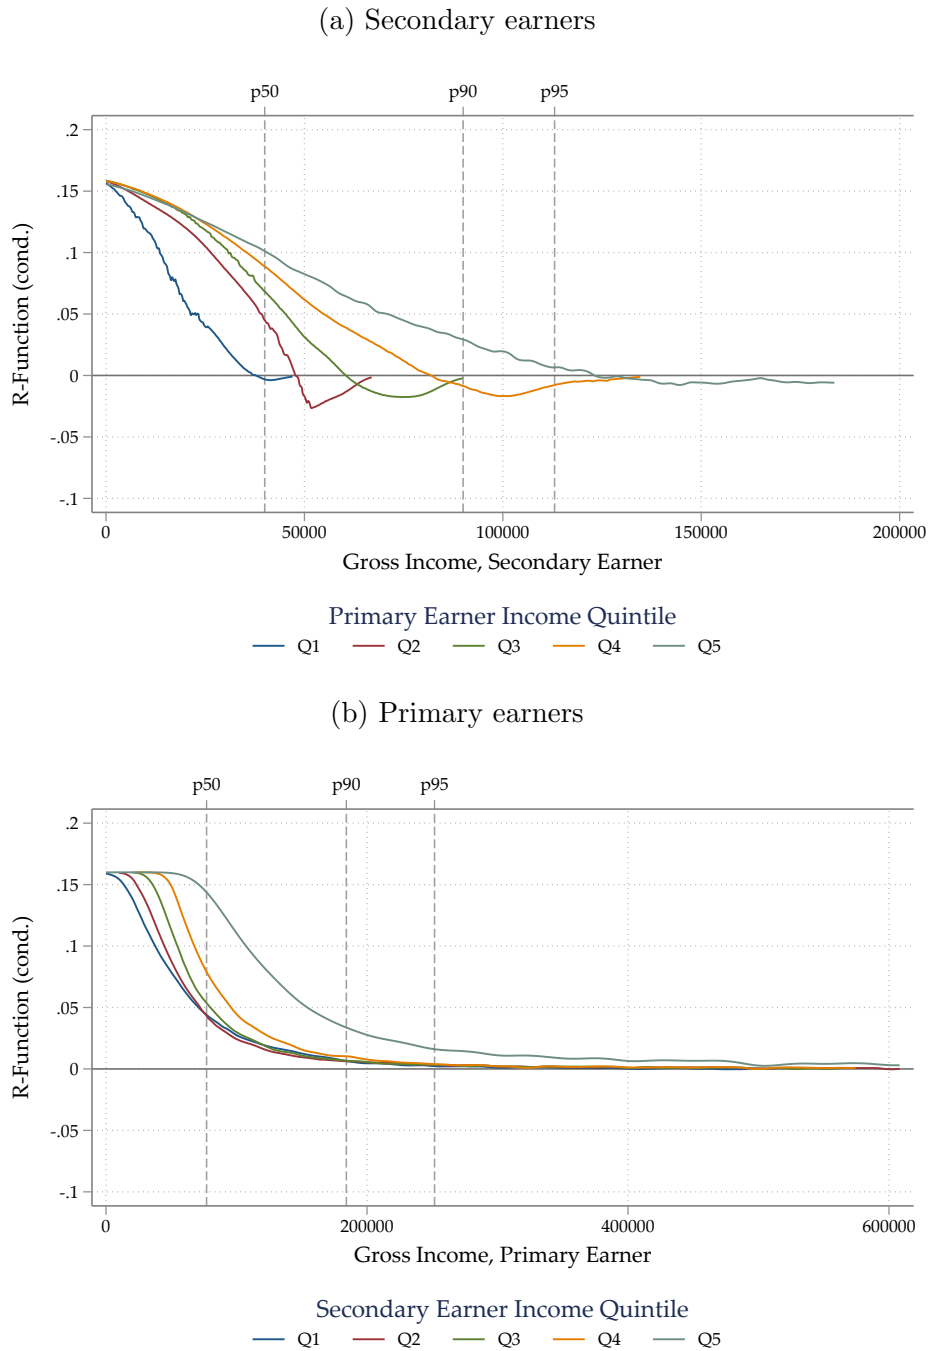 (a) Secondary earners
p50 p90 p95
.2
.15
.1
.05
0
-.05
-.1
R-Function (cond.)
0 50000 100000 150000 200000
Gross Income, Secondary Earner
Primary Earner Income Quintile
Q1 Q2 Q3 Q4 Q5
(b) Primary earners
p50 p90 p95
.2
.15
.1
.05
0
-.05
-.1
R-Function (cond.)
0 200000 400000 600000
Gross Income, Primary Earner
Secondary Earner Income Quintile
Q1 Q2 Q3 Q4 Q5